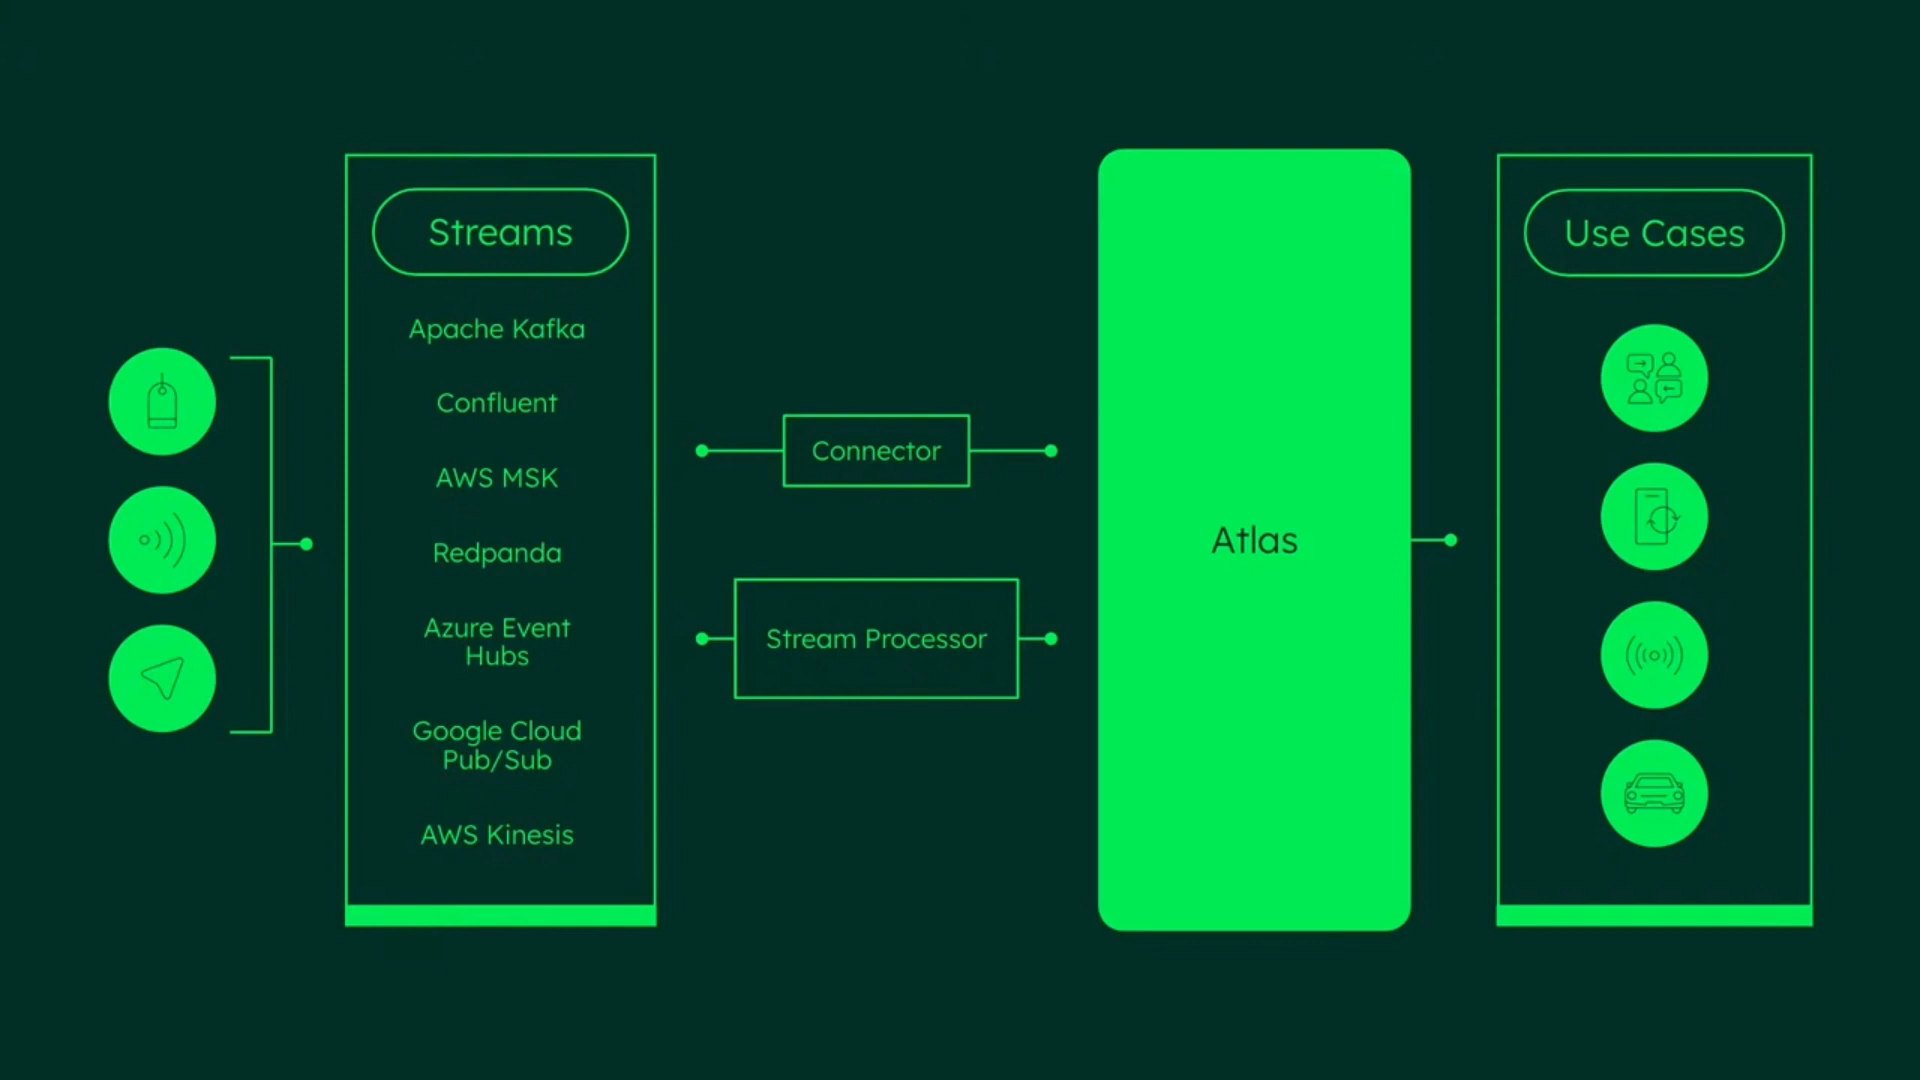 Streams
Apache Kafka
Confluent
AWS MSK
Redpanda
Azure Event
Hubs
Google Cloud
Pub/Sub
AWS Kinesis
Connector
Stream Processor
Atlas
Use Cases